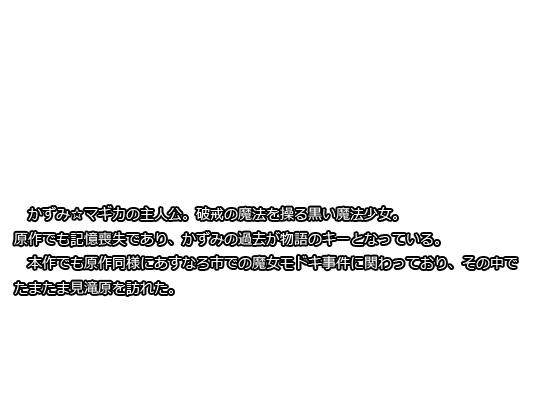 かずみ☆マギカの主人公。破戒の魔法を操る黒い魔法少女。
原作でも記憶喪失であり、かずみの過去が物語のキーとなっている。
　本作でも原作同様にあすなろ市での魔女モドキ事件に関わっており、その中で
たまたま見滝原を訪れた。